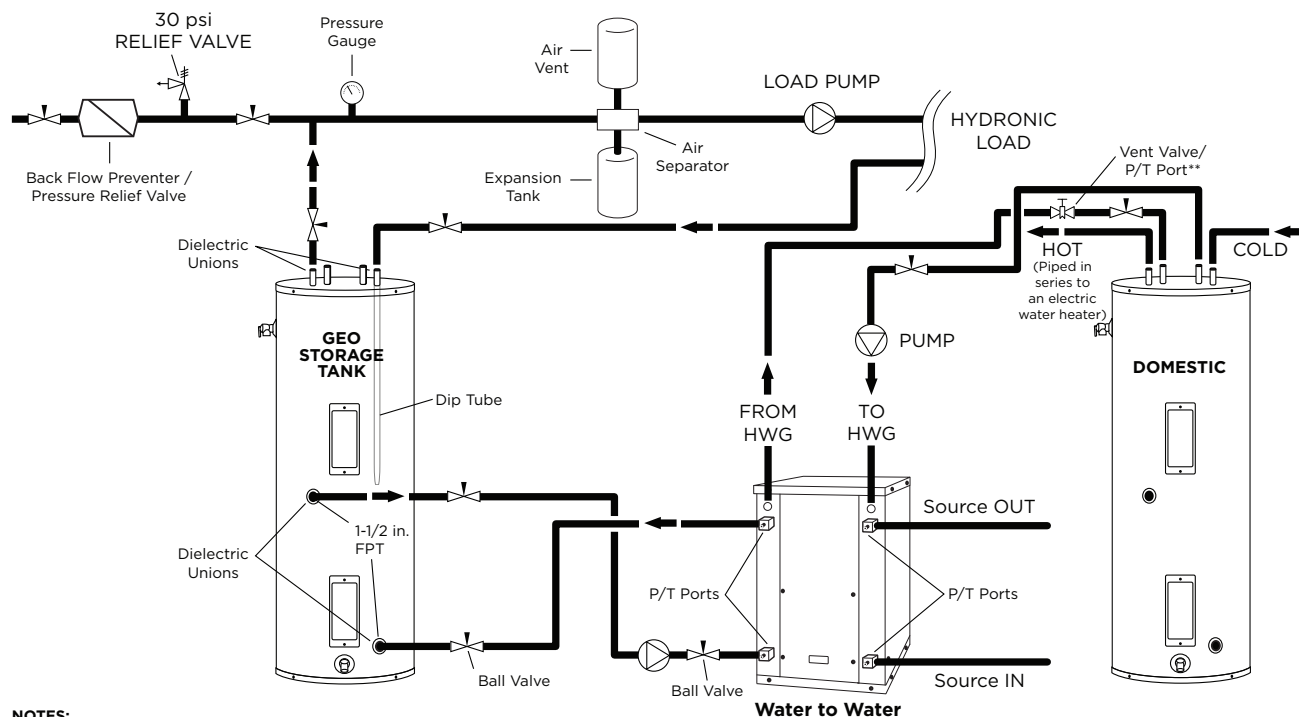 30 psi
RELIEF VALVE
Pressure
Gauge
Air
Vent
LOAD PUMP
HYDRONIC
LOAD
Vent Valve/
P/T Port**
Back Flow Preventer /
Pressure Relief Valve
Expansion
Tank
Air
Separator
Dielectric
Unions
HOT
(Piped in
series to
an electric
water heater)
COLD
GEO
STORAGE
TANK
PUMP
DOMESTIC
Dip Tube
FROM
HWG
TO
HWG
Source OUT
1-1/2 in.
FPT
Dielectric
Unions
P/T Ports
P/T Ports
Ball Valve
Ball Valve
Source IN
Water to Water
NOTES: